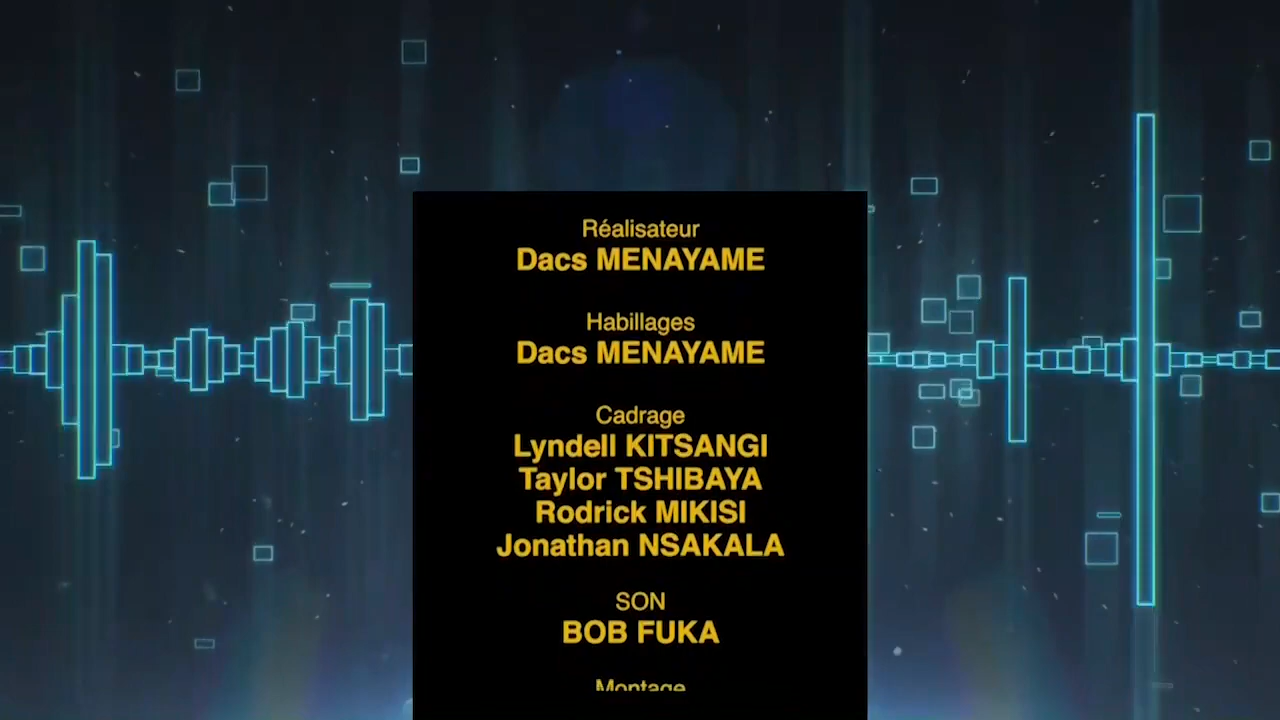 Réalisateur
Dacs MENAYAME
Habillages
Dacs MENAYAME
Cadrage
Lyndell KITSANGI
Taylor TSHIBAYA
Rodrick MIKISI
Jonathan NSAKALA
SON
BOB FUKA
Montage